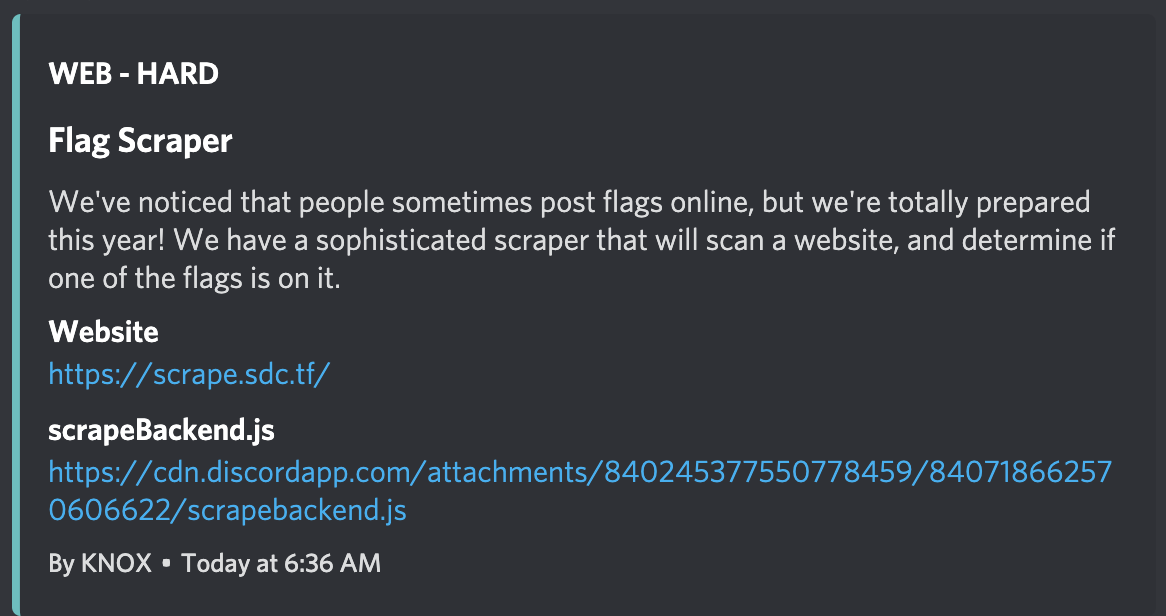 WEB - HARD
Flag Scraper
We've noticed that people sometimes post flags online, but we're totally prepared
this year! We have a sophisticated scraper that will scan a website, and determine if
one of the flags is on it.
Website
https://scrape.sdc.tf/
scrapeBackend.js
https://cdn.discordapp.com/attachments/840245377550778459/84071866257
0606622/scrapebackend.js
By KNOX • Today at 6:36 AM